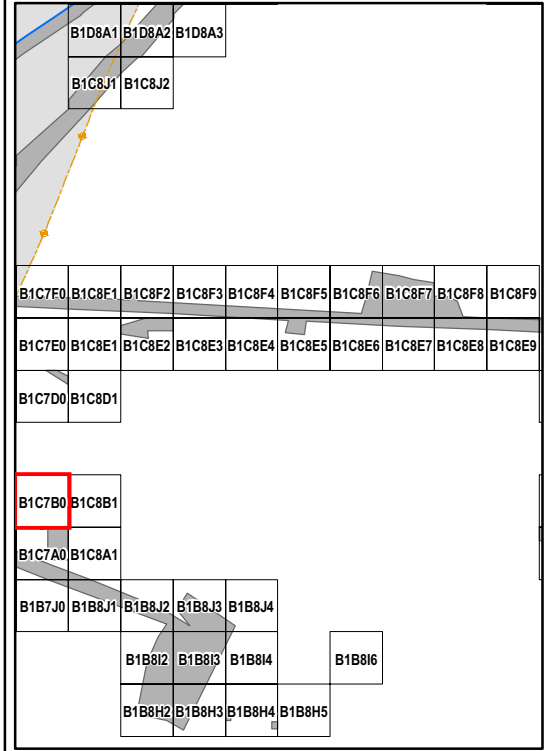 B1D8A1 B1D8A2 B1D8A3
B1C8J1 B1C8J2
B1C7F0 B1C8F1 B1C8F2 B1C8F3 B1C8F4 B1C8F5 B1C8F6 B1C8F7 B1C8F8 B1C8F9
B1C7E0 B1C8E1 B1C8E2 B1C8E3 B1C8E4 B1C8E5 B1C8E6 B1C8E7 B1C8E8 B1C8E9
B1C7D0 B1C8D1
B1C7B0 B1C8B1
B1C7A0 B1C8A1
B1B7J0 B1B8J1 B1B8J2 B1B8J3 B1B8J4
B1B8I2 B1B8I3 B1B8I4 B1B8I6
B1B8H2 B1B8H3 B1B8H4 B1B8H5